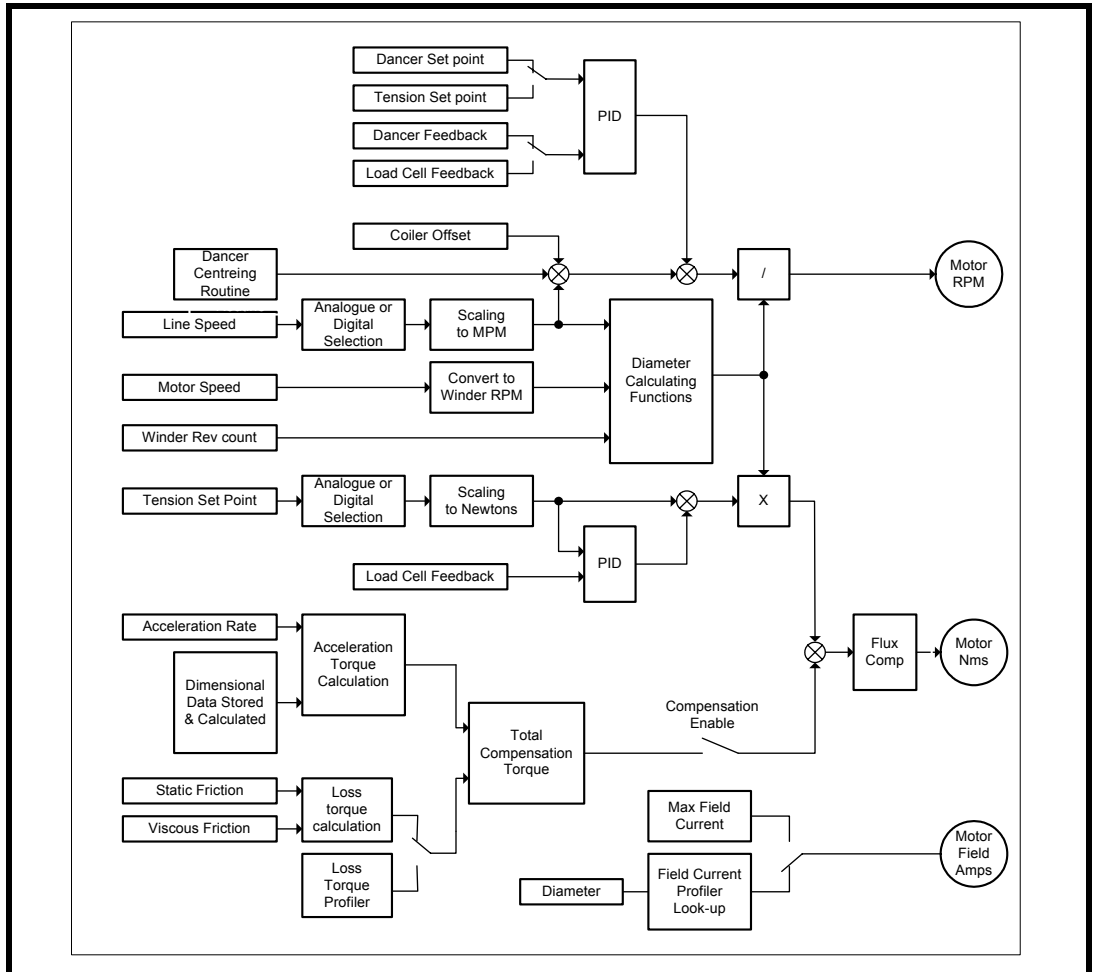 Dancer Set point
Tension Set point
PID
Dancer Feedback
Load Cell Feedback
Coiler Offset
Dancer
Centreing
Routine
/
Motor
RPM
Line Speed
Analogue or
Digital
Selection
Scaling
to MPM
Diameter
Calculating
Functions
Motor Speed
Convert to
Winder RPM
Winder Rev count
Tension Set Point
Analogue or
Digital
Selection
Scaling
to Newtons
X
PID
Load Cell Feedback
Acceleration Rate
Acceleration
Torque
Calculation
Dimensional
Data Stored
& Calculated
Flux
Comp
Motor
Nms
Compensation
Enable
Total
Compensation
Torque
Static Friction
Viscous Friction
Loss
torque
calculation
Loss
Torque
Profiler
Max Field
Current
Motor
Field
Amps
Diameter
Field Current
Profiler
Look-up